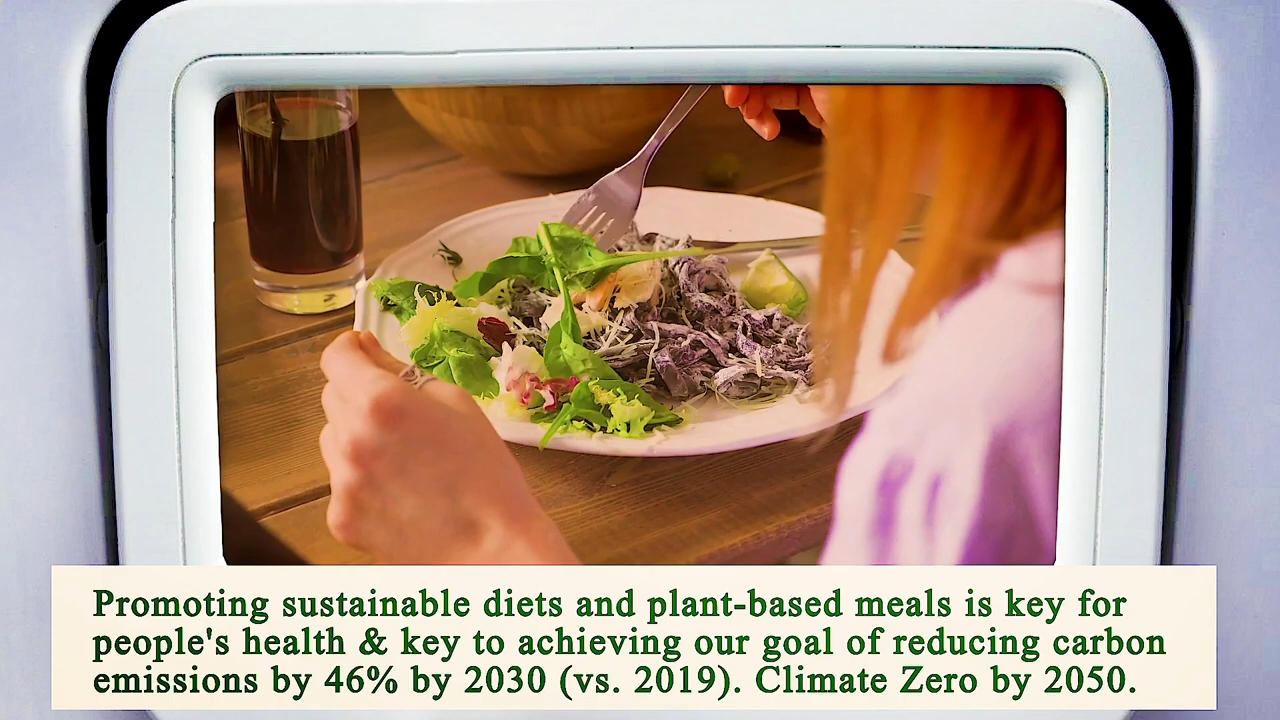 Promoting sustainable diets and plant-based meals is key for
people's health & key to achieving our goal of reducing carbon
emissions by 46% by 2030 (vs. 2019). Climate Zero by 2050.